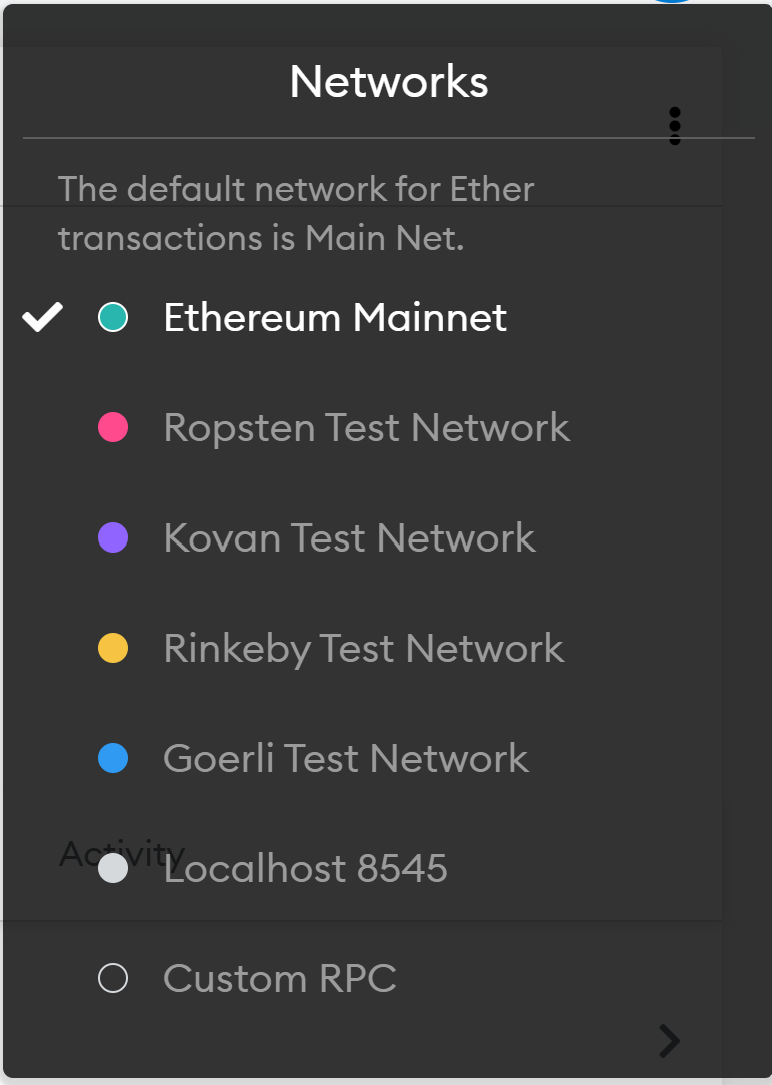 Networks
The default network for Ether
transactions is Main Net.
Ethereum Mainnet
Ropsten Test Network
Kovan Test Network
Rinkeby Test Network
Goerli Test Network
Activity
Localhost 8545
Custom RPC